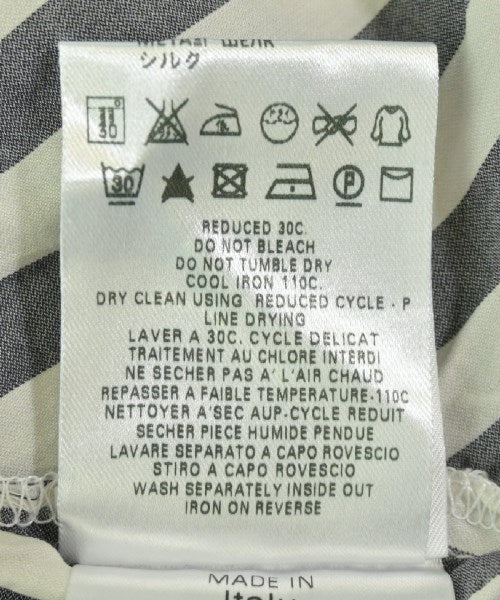 シルク
30
30
P
REDUCED 30C.
DO NOT BLEACH
DO NOT TUMBLE DRY
COOL IRON 110C.
DRY CLEAN USING REDUCED CYCLE - P
LINE DRYING
LAVER A 30C. CYCLE DELICAT
TRAITEMENT AU CHLORE INTERDI
NE SECHER PAS A' L'AIR CHAUD
REPASSER A FAIBLE TEMPERATURE-110C
NETTOYER A'SEC AUP-CYCLE REDUIT
SECHER PIECE HUMIDE PENDUE
LAVARE SEPARATO A CAPO ROVESCIO
STIRO A CAPO ROVESCIO
WASH SEPARATELY INSIDE OUT
IRON ON REVERSE
MADE IN
Italy